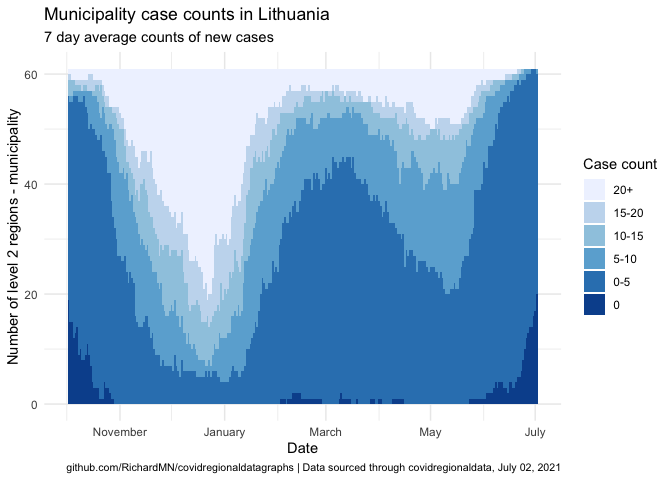 Municipality case counts in Lithuania
7 day average counts of new cases
Number of level 2 regions - municipality
60
40
20
0
November
January
March
May
July
Date
Case count
20+
15-20
10-15
5-10
0-5
0
github.com/RichardMN/covidregionaldatagraphs | Data sourced through covidregionaldata, July 02, 2021